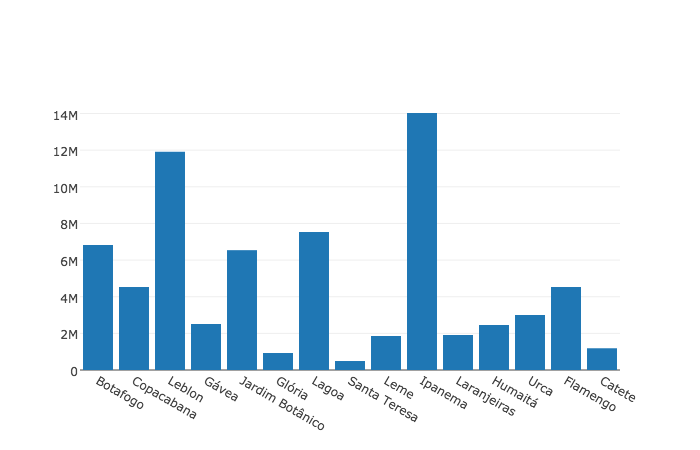 14M
12M
10M
8M
6M
4M
2M
0
Botafogo
Copacabana
Leblon
Gávea
Jardim Botânico
Glória
Lagoa
Santa Teresa
Leme
Ipanema
Laranjeiras
Humaitá
Urca
Flamengo
Catete